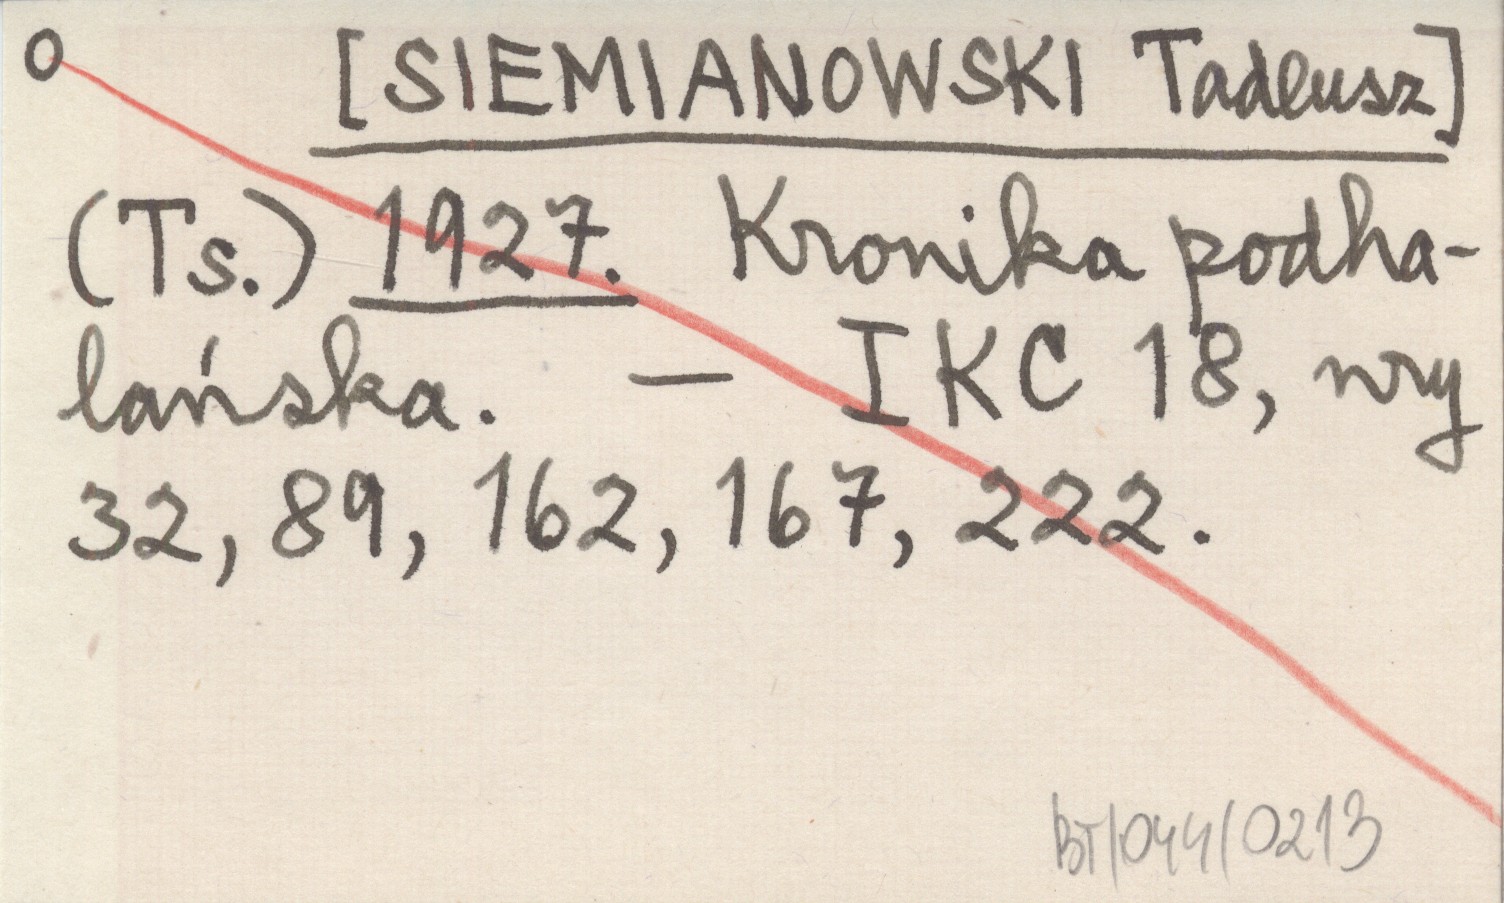 O [SIEMIANOWSKI Tadeusz]
(Ts.) 1927. Kronika podha-
lańska. — IKC 18, nry
32, 89, 162, 167, 222.
BT/044/0213